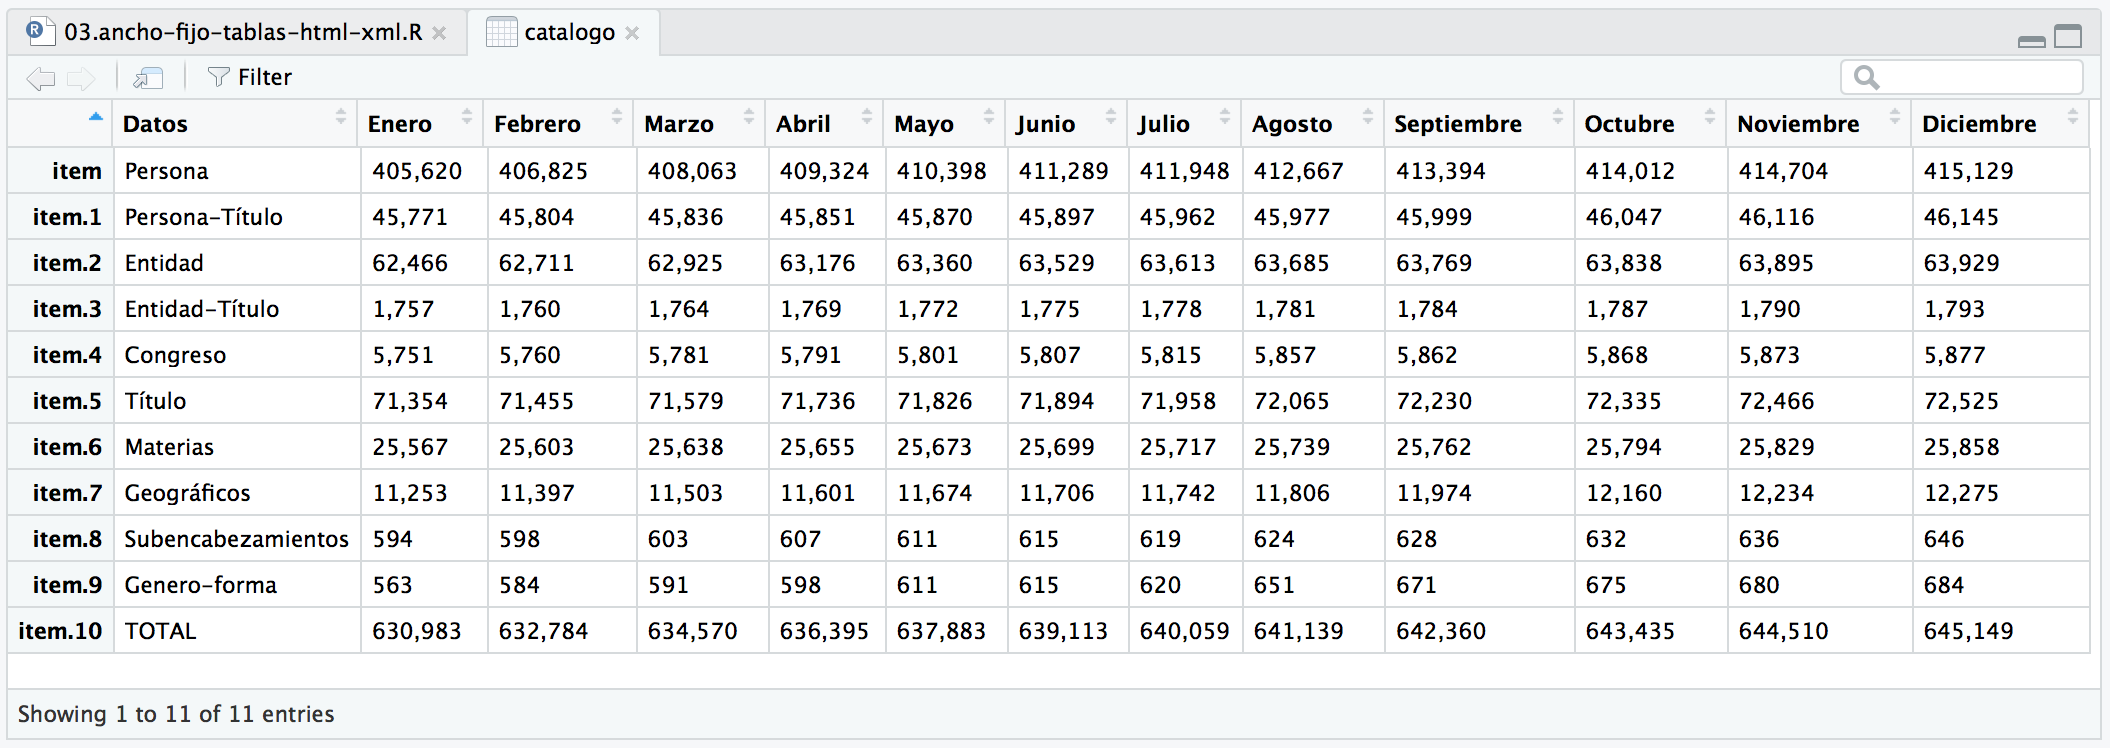 03.ancho-fijo-tablas-html-xml.R catalogo
Filter
Datos Enero Febrero Marzo Abril Mayo Junio Julio Agosto Septiembre Octubre Noviembre Diciembre
item Persona 405,620 406,825 408,063 409,324 410,398 411,289 411,948 412,667 413,394 414,012 414,704 415,129
item.1 Persona-Título 45,771 45,804 45,836 45,851 45,870 45,897 45,962 45,977 45,999 46,047 46,116 46,145
item.2 Entidad 62,466 62,711 62,925 63,176 63,360 63,529 63,613 63,685 63,769 63,838 63,895 63,929
item.3 Entidad-Título 1,757 1,760 1,764 1,769 1,772 1,775 1,778 1,781 1,784 1,787 1,790 1,793
item.4 Congreso 5,751 5,760 5,781 5,791 5,801 5,807 5,815 5,857 5,862 5,868 5,873 5,877
item.5 Título 71,354 71,455 71,579 71,736 71,826 71,894 71,958 72,065 72,230 72,335 72,466 72,525
item.6 Materias 25,567 25,603 25,638 25,655 25,673 25,699 25,717 25,739 25,762 25,794 25,829 25,858
item.7 Geográficos 11,253 11,397 11,503 11,601 11,674 11,706 11,742 11,806 11,974 12,160 12,234 12,275
item.8 Subencabezamientos 594 598 603 607 611 615 619 624 628 632 636 646
item.9 Genero-forma 563 584 591 598 611 615 620 651 671 675 680 684
item.10 TOTAL 630,983 632,784 634,570 636,395 637,883 639,113 640,059 641,139 642,360 643,435 644,510 645,149
Showing 1 to 11 of 11 entries